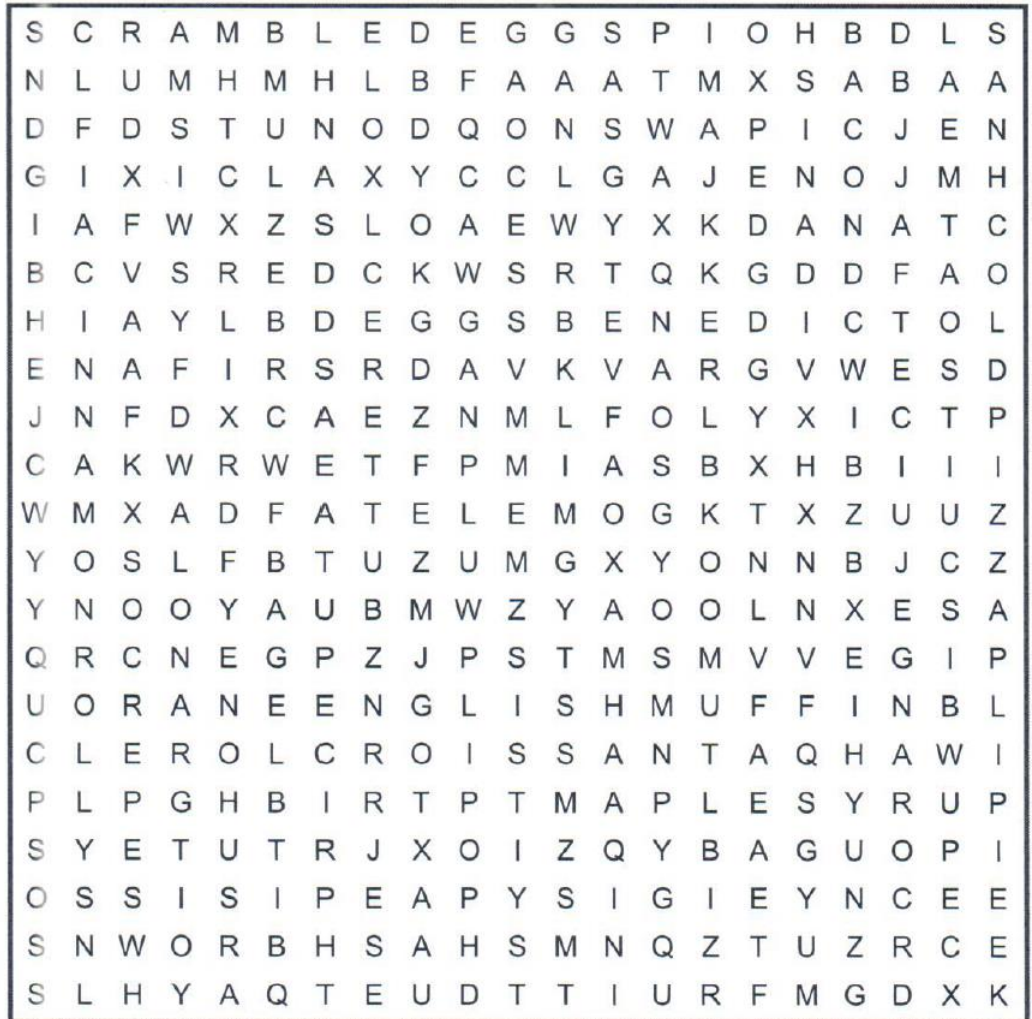 S C R A M B L E D E G G S P I O H B D L S
N L U M H M H L B F A A A T M X S A B A A
D F D S T U N O D Q O N S W A P I C J E N
G I X I C L A X Y C C L G A J E N O J M H
I A F W X Z S L O A E W Y X K D A N A T C
B C V S R E D C K W S R T Q K G D D F A O
H I A Y L B D E G G S B E N E D I C T O L
E N A F I R S R D A V K V A R G V W E S D
J N F D X C A E Z N M L F O L Y X I C T P
C A K W R W E T F P M I A S B X H B I I I
W M X A D F A T E L E M O G K T X Z U U Z
Y O S L F B T U Z U M G X Y O N N B J C Z
Y N O O Y A U B M W Z Y A O O L N X E S A
Q R C N E G P Z J P S T M S M V V E G I P
U O R A N E E N G L I S H M U F F I N B L
C L E R O L C R O I S S A N T A Q H A W I
P L P G H B I R T P T M A P L E S Y R U P
S Y E T U T R J X O I Z Q Y B A G U O P I
O S S I S I P E A P Y S I G I E Y N C E E
S N W O R B H S A H S M N Q Z T U Z R C E
S L H Y A Q T E U D T T I U R F M G D X K